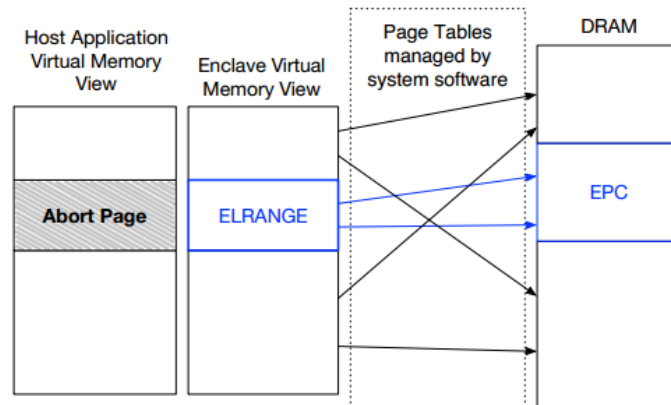 Host Application
Virtual Memory
View
Enclave Virtual
Memory View
Page Tables
managed by
system software
DRAM
Abort Page
ELRANGE
EPC